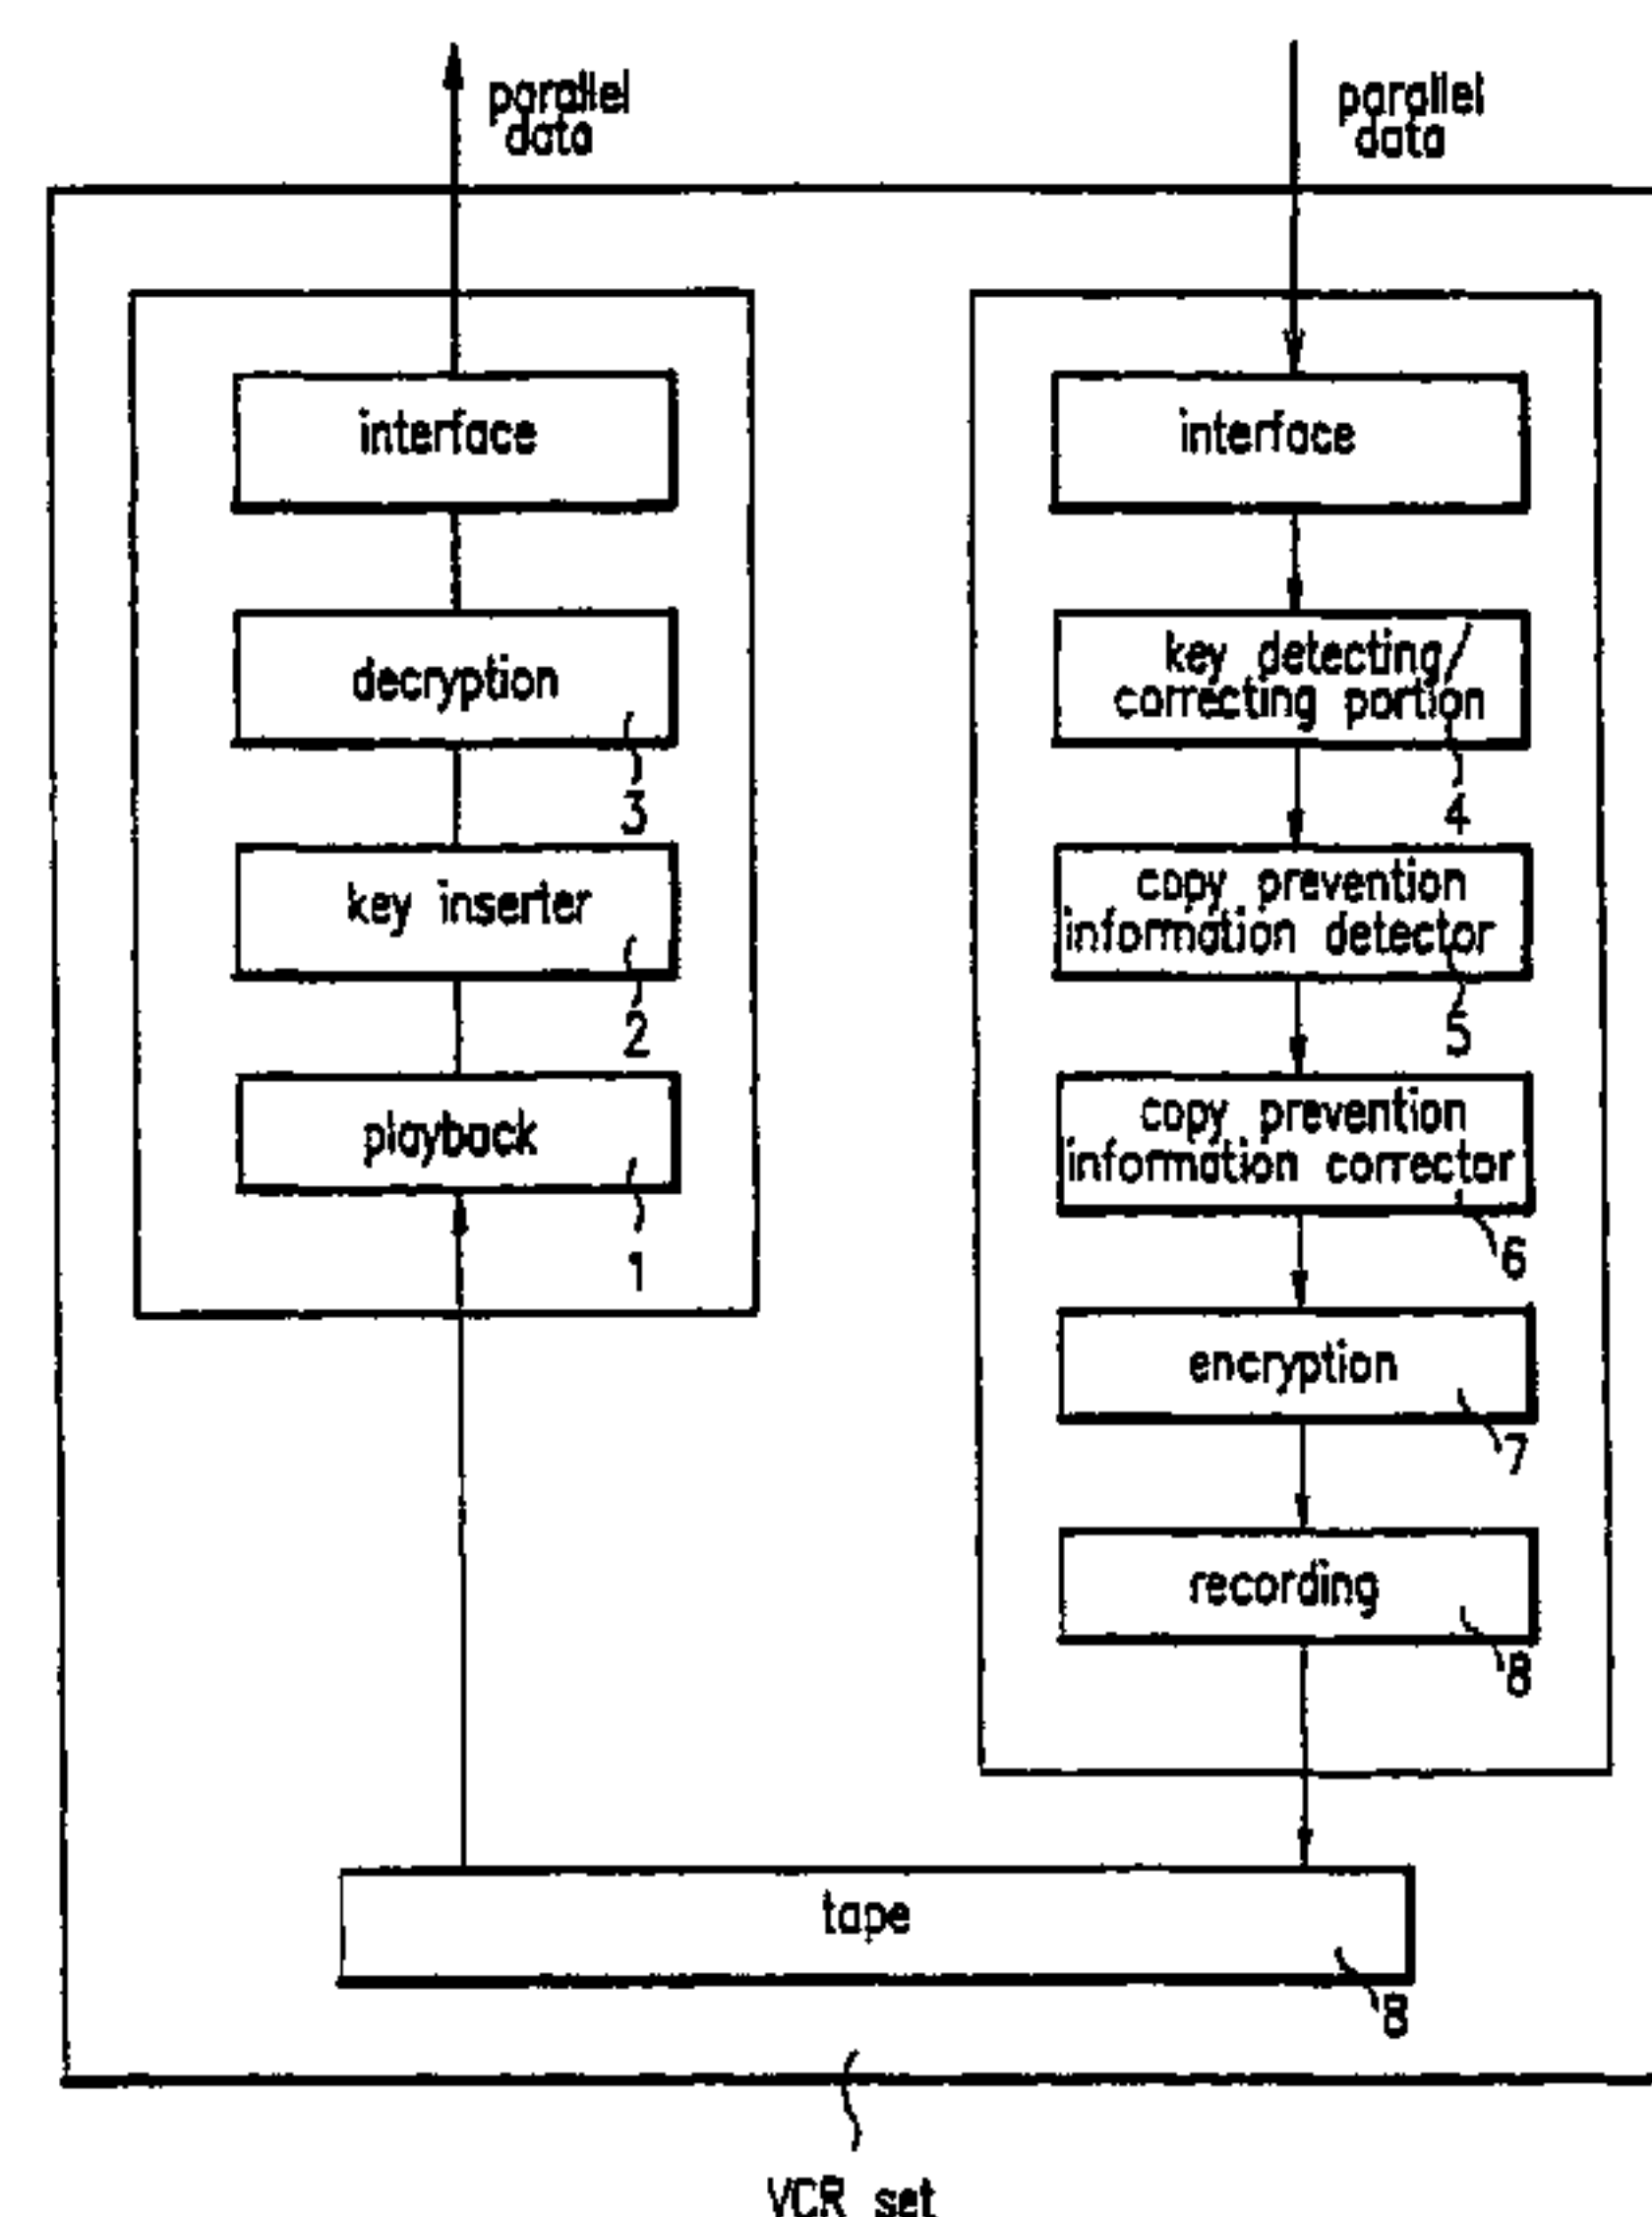 parallel
data
parallel
data
interface
decryption
3
key inserter
2
playback
1
interface
key detecting/
correcting portion
4
copy prevention
information detector
5
copy prevention
information corrector
6
encryption
7
recording
8
tape
8
VCR set